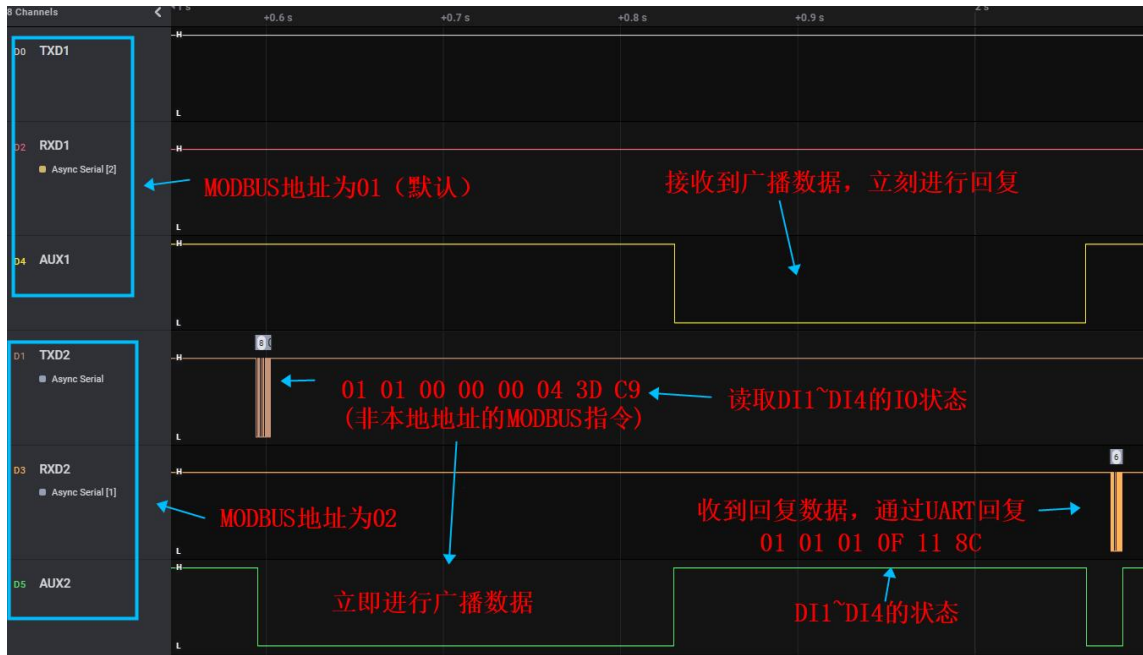 8 Channels
+0.6 s
+0.7 s
+0.8 s
+0.9 s
D0 TXD1
H
L
D2 RXD1
Async Serial [2]
H
L
MODBUS地址为01（默认）
接收到广播数据，立刻进行回复
D4 AUX1
H
L
D1 TXD2
Async Serial
H
L
8
01 01 00 00 00 04 3D C9
(非本地地址的MODBUS指令)
读取DI1~DI4的IO状态
D3 RXD2
Async Serial [1]
H
L
6
MODBUS地址为02
收到回复数据，通过UART回复
01 01 01 0F 11 8C
D5 AUX2
H
L
立即进行广播数据
DI1~DI4的状态